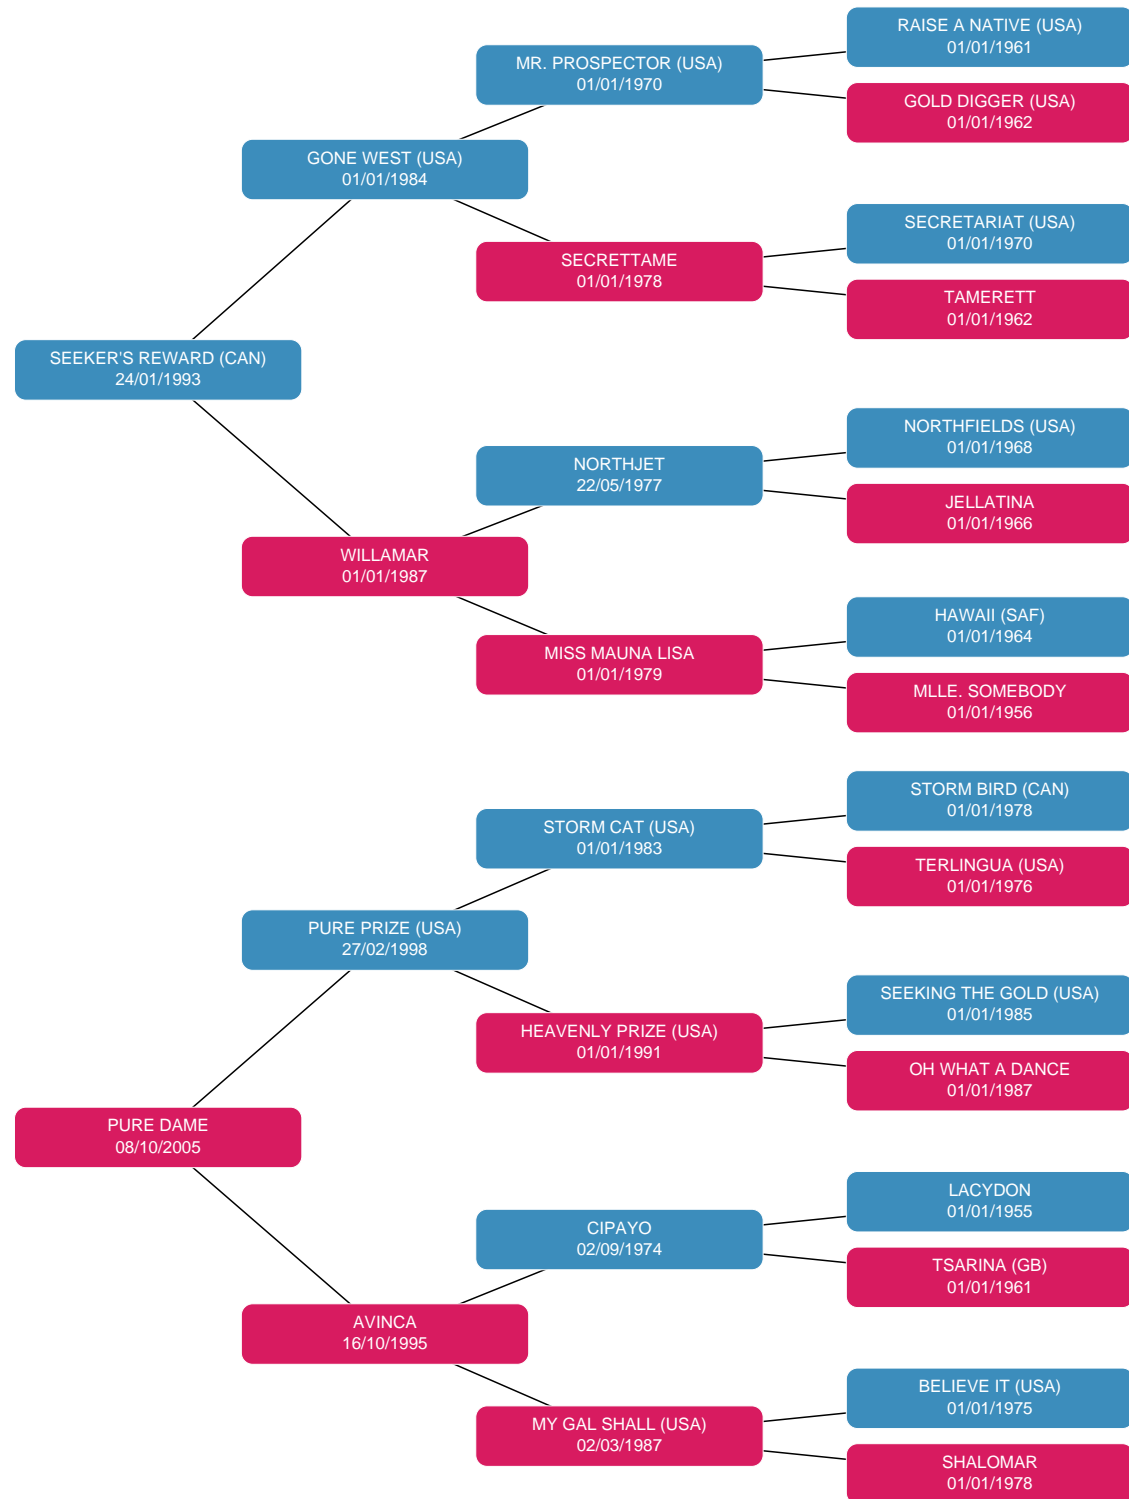 RAISE A NATIVE (USA)
01/01/1961
MR. PROSPECTOR (USA)
01/01/1970
GOLD DIGGER (USA)
01/01/1962
GONE WEST (USA)
01/01/1984
SECRETARIAT (USA)
01/01/1970
SECRETTAME
01/01/1978
TAMERETT
01/01/1962
SEEKER'S REWARD (CAN)
24/01/1993
NORTHFIELDS (USA)
01/01/1968
NORTHJET
22/05/1977
JELLATINA
01/01/1966
WILLAMAR
01/01/1987
HAWAII (SAF)
01/01/1964
MISS MAUNA LISA
01/01/1979
MLLE. SOMEBODY
01/01/1956
STORM BIRD (CAN)
01/01/1978
STORM CAT (USA)
01/01/1983
TERLINGUA (USA)
01/01/1976
PURE PRIZE (USA)
27/02/1998
SEEKING THE GOLD (USA)
01/01/1985
HEAVENLY PRIZE (USA)
01/01/1991
OH WHAT A DANCE
01/01/1987
PURE DAME
08/10/2005
LACYDON
01/01/1955
CIPAYO
02/09/1974
TSARINA (GB)
01/01/1961
AVINCA
16/10/1995
BELIEVE IT (USA)
01/01/1975
MY GAL SHALL (USA)
02/03/1987
SHALOMAR
01/01/1978